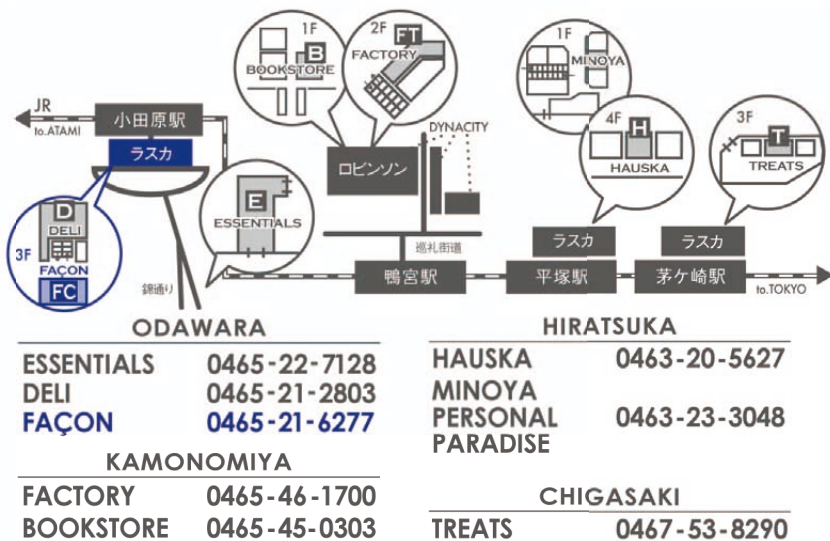 1F
B
BOOKSTORE
2F
FT
FACTORY
1F
MINOYA
JR
to.ATAMI
小田原駅
ラスカ
DYNACITY
ロビンソン
4F
H
HAUSKA
3F
T
TREATS
E
ESSENTIALS
D
DELI
3F
FAÇON
FC
錦通り
巡礼街道
ラスカ
ラスカ
鴨宮駅
平塚駅
茅ケ崎駅
to.TOKYO
ODAWARA
ESSENTIALS 0465-22-7128
DELI 0465-21-2803
FAÇON 0465-21-6277
KAMONOMIYA
FACTORY 0465-46-1700
BOOKSTORE 0465-45-0303
HIRATSUKA
HAUSKA 0463-20-5627
MINOYA
PERSONAL 0463-23-3048
PARADISE
CHIGASAKI
TREATS 0467-53-8290